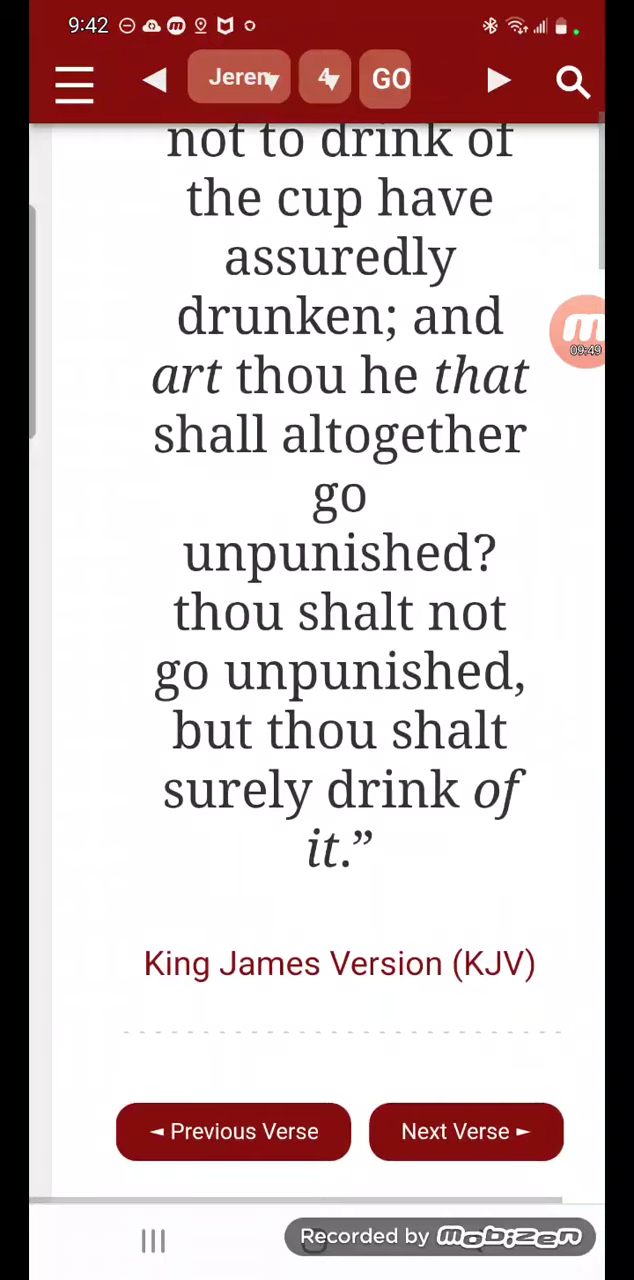 9:42
Jerem
4
GO
not to drink of
the cup have
assuredly
drunken; and
art thou he that
shall altogether
go
unpunished?
thou shalt not
go unpunished,
but thou shalt
surely drink of
it.”
09:49
King James Version (KJV)
◄ Previous Verse
Next Verse ►
Recorded by mobizen